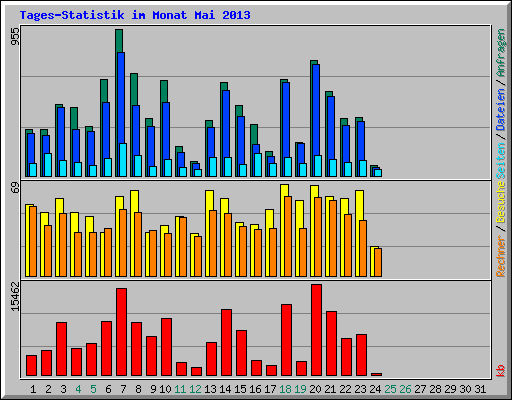 Tages-Statistik im Monat Mai 2013
955
69
15462
Rechner / Besuche Seiten / Dateien / Anfragen
kb
1 2 3 4 5 6 7 8 9 10 11 12 13 14 15 16 17 18 19 20 21 22 23 24 25 26 27 28 29 30 31